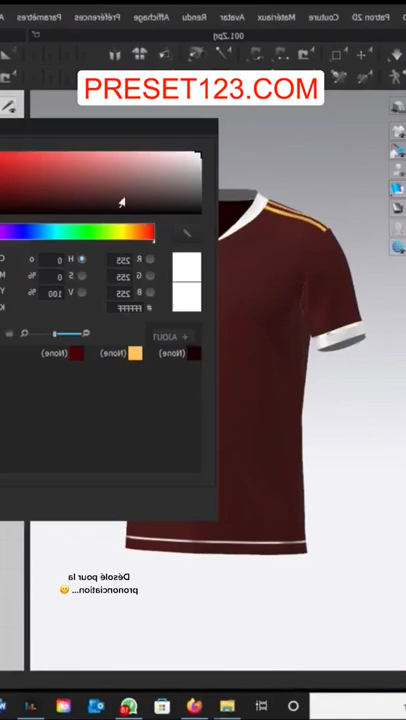 Paramètres Préférences Affichage Rendu Avatar Matériaux Couture Patron 2D
001.Zprj
PRESET123.COM
C H 0 o R 255
M S 0 % G 255
Y V 100 % B 255
K # FFFFFF
+ AJOUT
(None) (None) (None)
Désolé pour la
prononciation... 😕